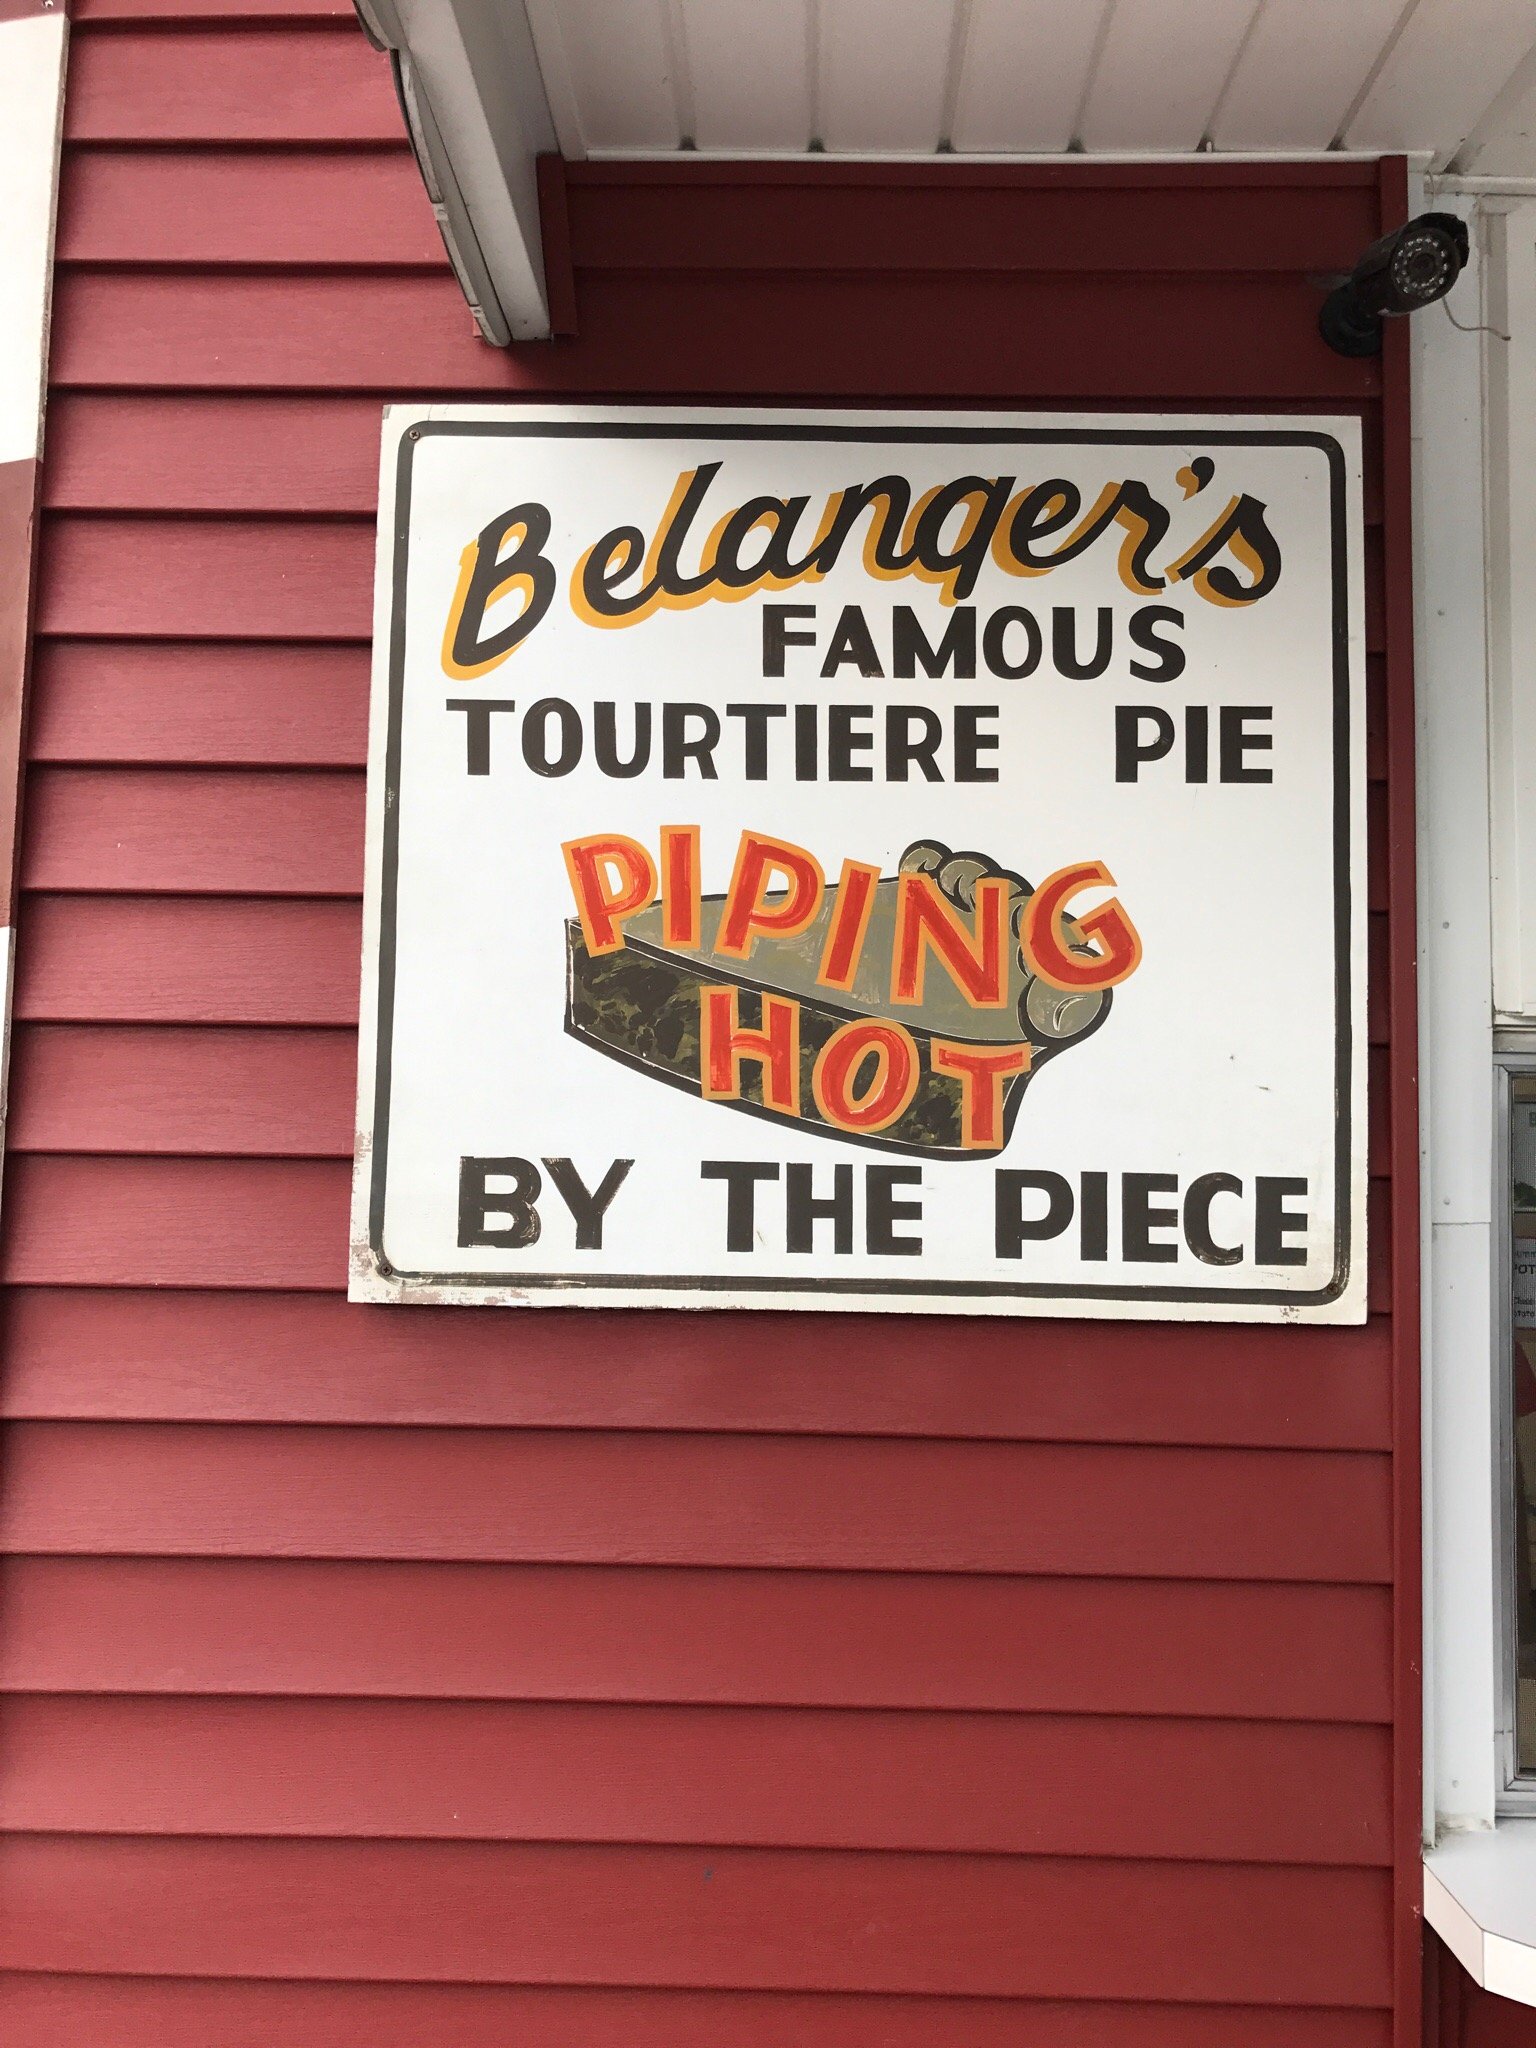 Belanger's
FAMOUS
TOURTIERE PIE
PIPING
HOT
BY THE PIECE